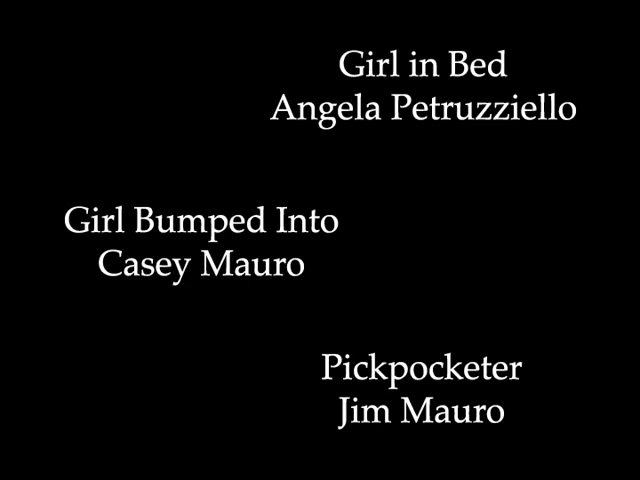 Girl in Bed
Angela Petruzziello
Girl Bumped Into
Casey Mauro
Pickpocketer
Jim Mauro